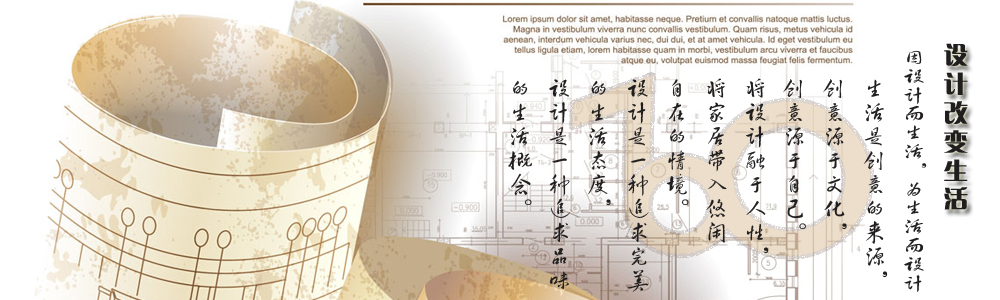 Lorem ipsum dolor sit amet, habitasse neque. Pretium et convallis natoque mattis luctus.
Magna in vestibulum viverra nunc convallis vestibulum. Quam risus, metus vehicula id
aenean, interdum vehicula varius nec, dui dui, et at amet vehicula. Id eget vestibulum eu
tellus ligula etiam, lorem habitasse quam in morbi, vestibulum arcu viverra et faucibus
atque eu, volutpat euismod massa feugiat felis fermentum.
设计改变生活
因设计而生活，为生活而设计
生活是创意的来源，
创意源于文化，
创意源于自己。
将设计融于人性，
将家居带入悠闲
自在的情境。
设计是一种追求完美
的生活态度，
设计是一种追求品味
的生活概念。